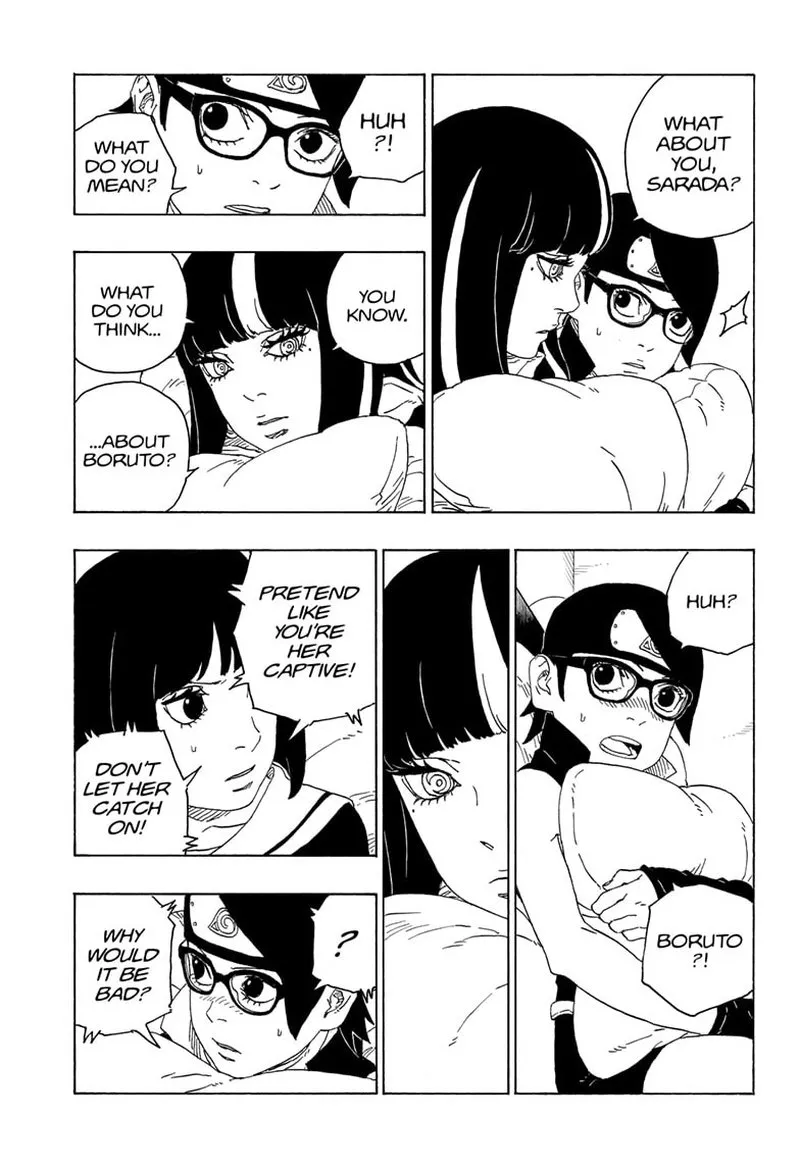 WHAT
ABOUT
YOU,
SARADA?
HUH
?!
WHAT
DO YOU
MEAN?
YOU
KNOW.
WHAT
DO YOU
THINK...
...ABOUT
BORUTO?
HUH?
BORUTO
?!
PRETEND
LIKE
YOU'RE
HER
CAPTIVE!
DON'T
LET HER
CATCH
ON!
?
WHY
WOULD
IT BE
BAD?